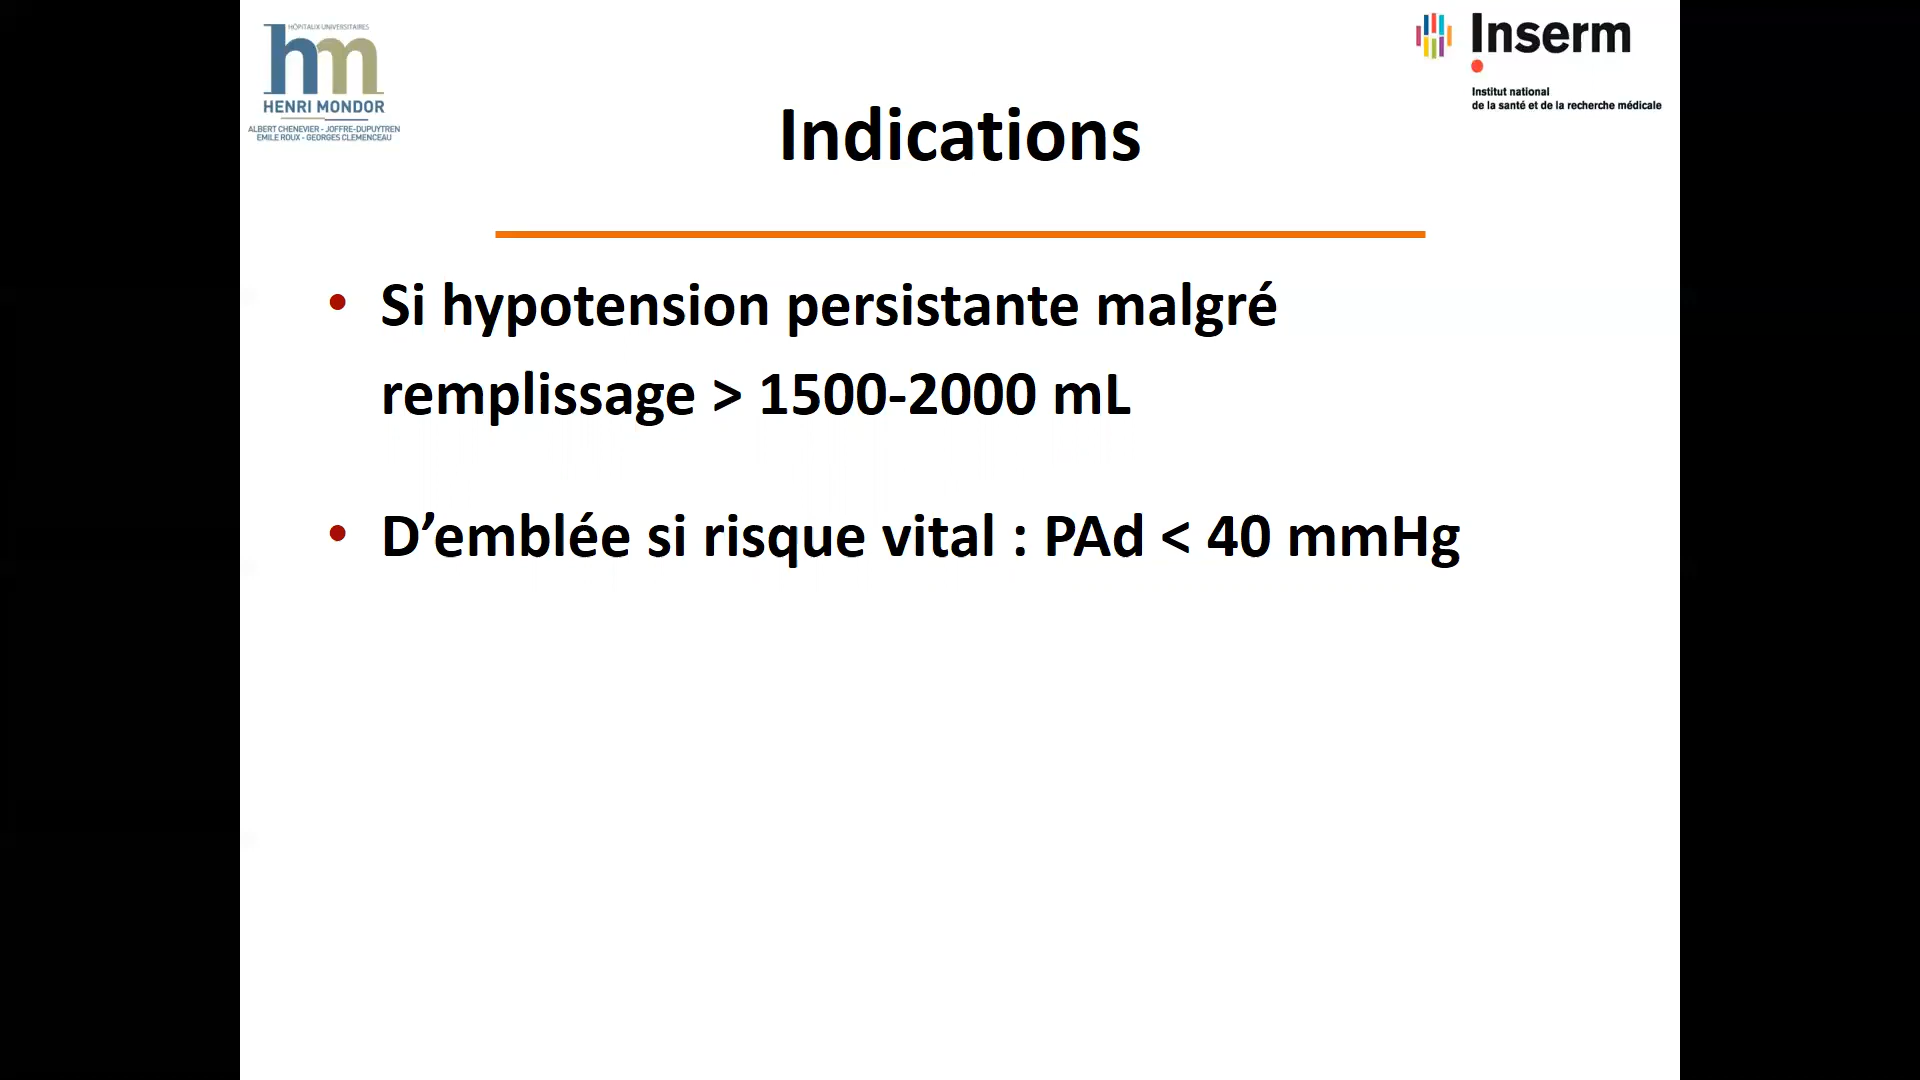 HÔPITAUX UNIVERSITAIRES
hm
HENRI MONDOR
ALBERT CHENEVIER - JOFFRE-DUPUYTREN
EMILE ROUX - GEORGES CLEMENCEAU
Inserm
Institut national
de la santé et de la recherche médicale
Indications
• Si hypotension persistante malgré
remplissage > 1500-2000 mL
• D’emblée si risque vital : PAd < 40 mmHg